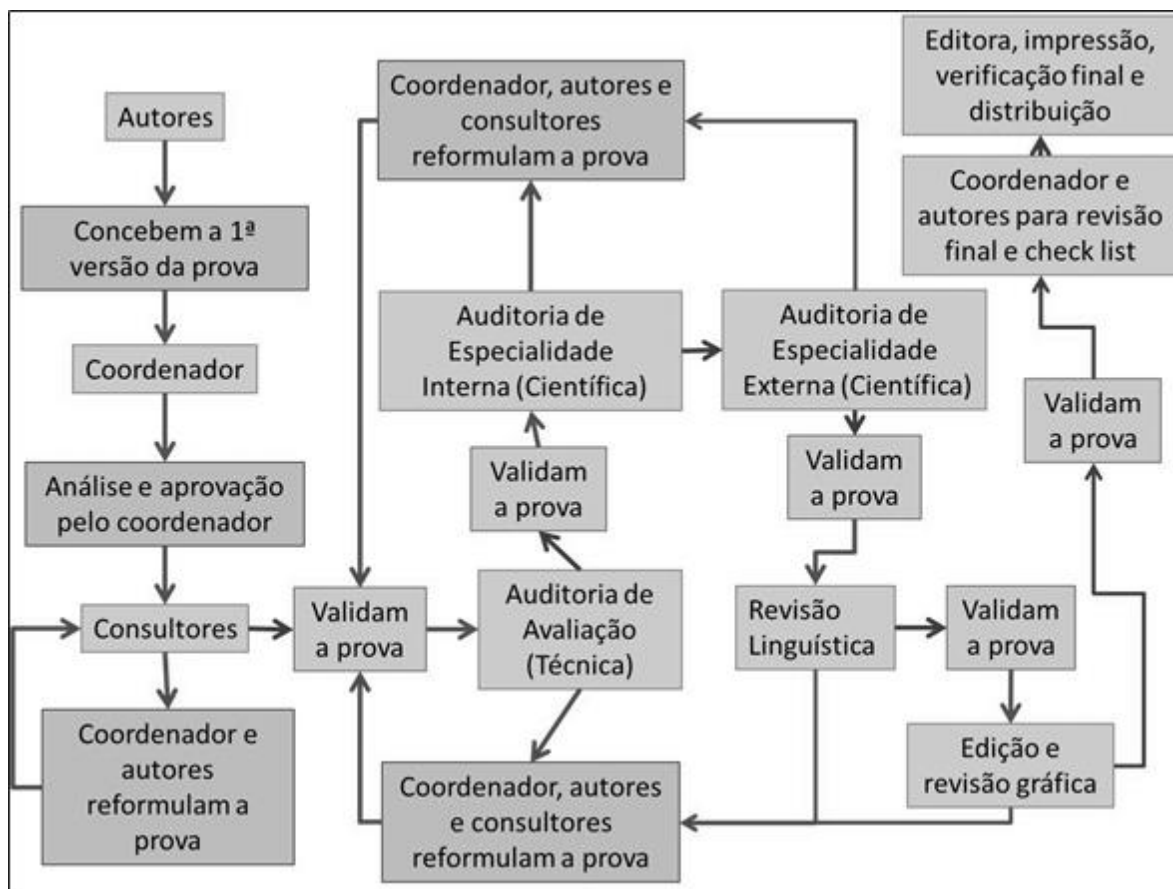 Autores
Concebem a 1ª
versão da prova
Coordenador
Análise e aprovação
pelo coordenador
Consultores
Coordenador e
autores
reformulam a
prova
Validam
a prova
Coordenador, autores e
consultores
reformulam a prova
Auditoria de
Especialidade
Interna (Científica)
Validam
a prova
Auditoria de
Avaliação
(Técnica)
Coordenador, autores
e consultores
reformulam a prova
Auditoria de
Especialidade
Externa (Científica)
Validam
a prova
Revisão
Linguística
Validam
a prova
Edição e
revisão gráfica
Validam
a prova
Coordenador e
autores para revisão
final e check list
Editora, impressão,
verificação final e
distribuição